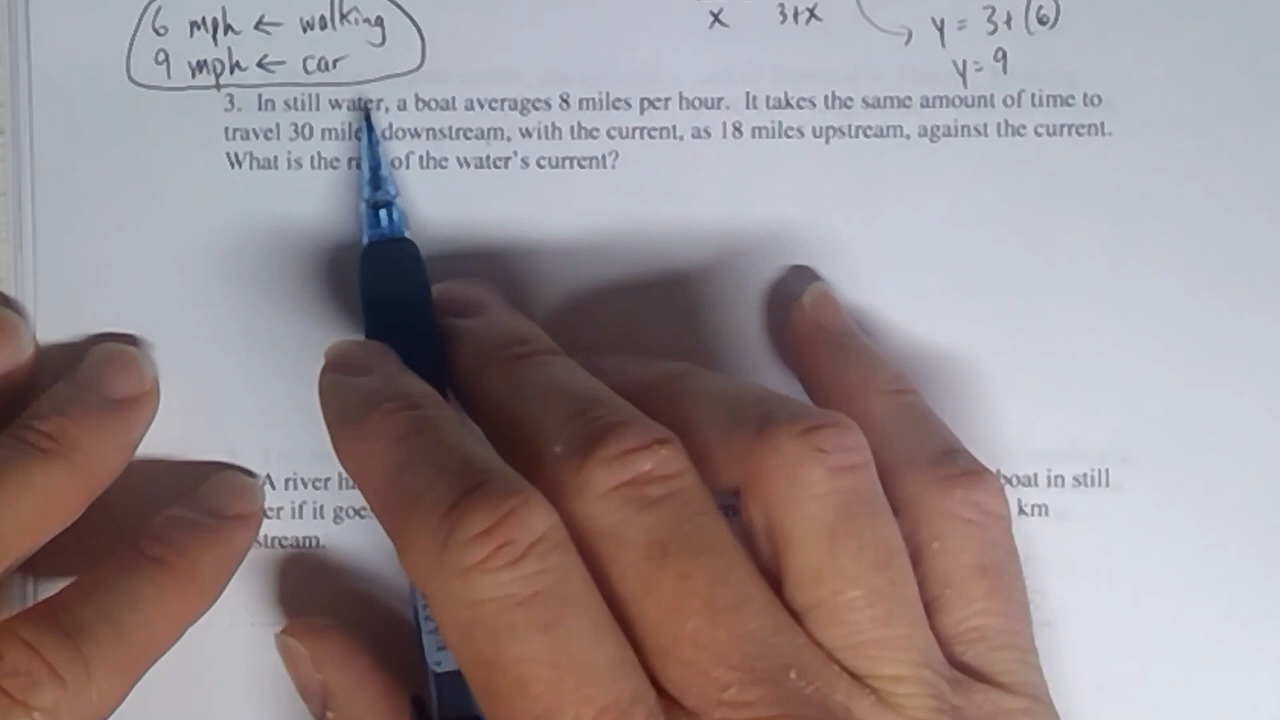 6 mph ← walking
9 mph ← car
x 3+x
y = 3+(6)
y=9
3. In still water, a boat averages 8 miles per hour. It takes the same amount of time to
travel 30 mile downstream, with the current, as 18 miles upstream, against the current.
What is the of the water's current?
A river boat in still
er if it goe km
stream.